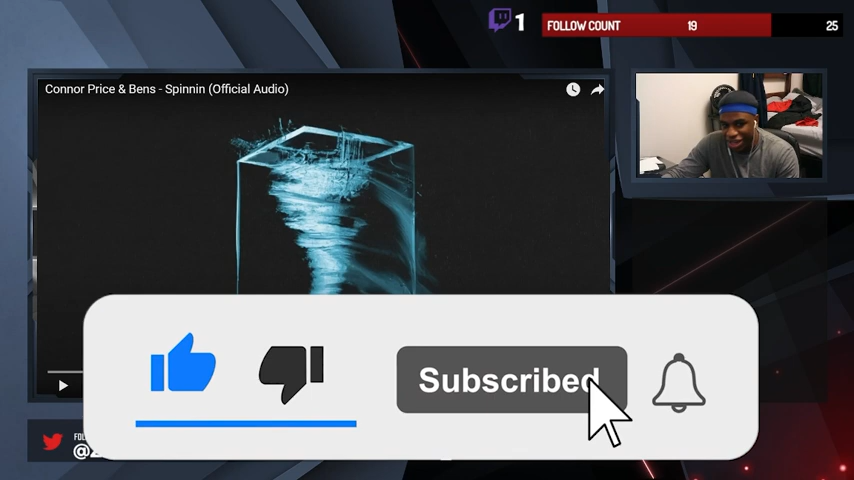 1
FOLLOW COUNT 19 25
Connor Price & Bens - Spinnin (Official Audio)
Subscribed